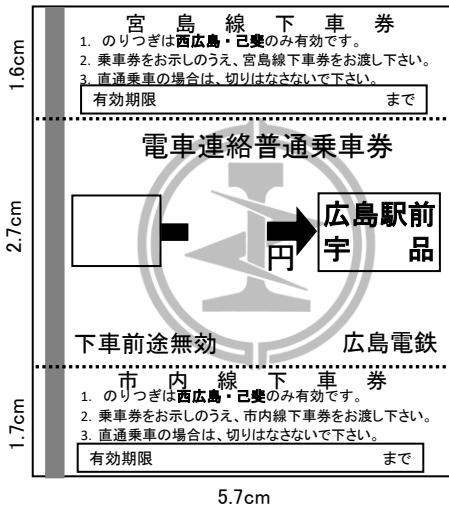 宮島線下車券
1. のりつぎは西広島・己斐のみ有効です。
2. 乗車券をお示しのうえ、宮島線下車券をお渡し下さい。
3. 直通乗車の場合は、切りはなさないで下さい。
有効期限 まで
電車連絡普通乗車券
円
広島駅前
宇品
下車前途無効 広島電鉄
市内線下車券
1. のりつぎは西広島・己斐のみ有効です。
2. 乗車券をお示しのうえ、市内線下車券をお渡し下さい。
3. 直通乗車の場合は、切りはなさないで下さい。
有効期限 まで
1.6cm
2.7cm
1.7cm
5.7cm